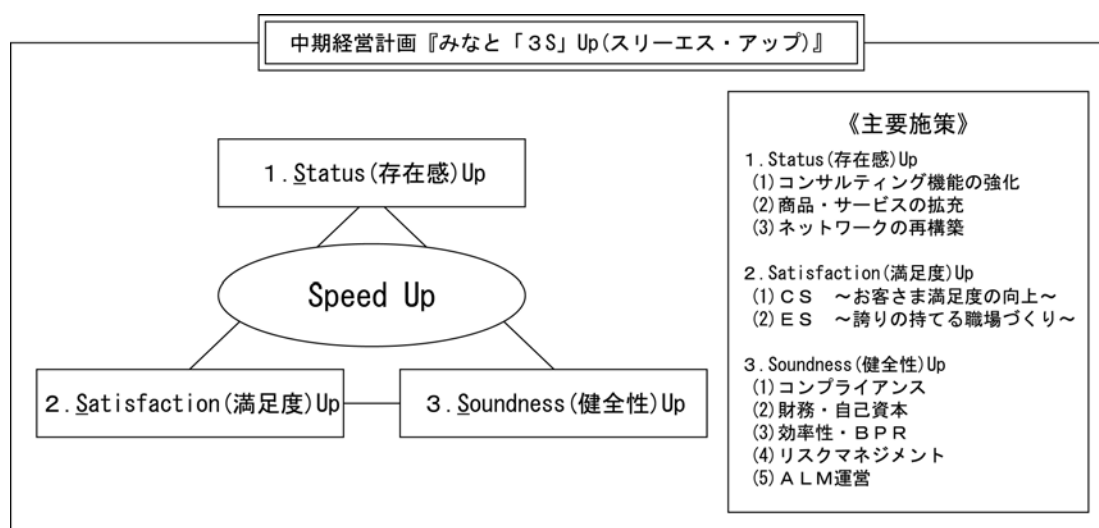 中期経営計画『みなと「３S」Up(スリーエス・アップ)』
１.Status(存在感)Up
Speed Up
２.Satisfaction(満足度)Up
３.Soundness(健全性)Up
《主要施策》
１.Status(存在感)Up
(1)コンサルティング機能の強化
(2)商品・サービスの拡充
(3)ネットワークの再構築
２.Satisfaction(満足度)Up
(1)ＣＳ　～お客さま満足度の向上～
(2)ＥＳ　～誇りの持てる職場づくり～
３.Soundness(健全性)Up
(1)コンプライアンス
(2)財務・自己資本
(3)効率性・ＢＰＲ
(4)リスクマネジメント
(5)ＡＬＭ運営